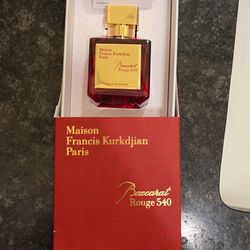 Maison
Francis Kurkdjian
Paris
Baccarat
Rouge 540
Maison
Francis Kurkdjian
Paris
Baccarat
Rouge 540